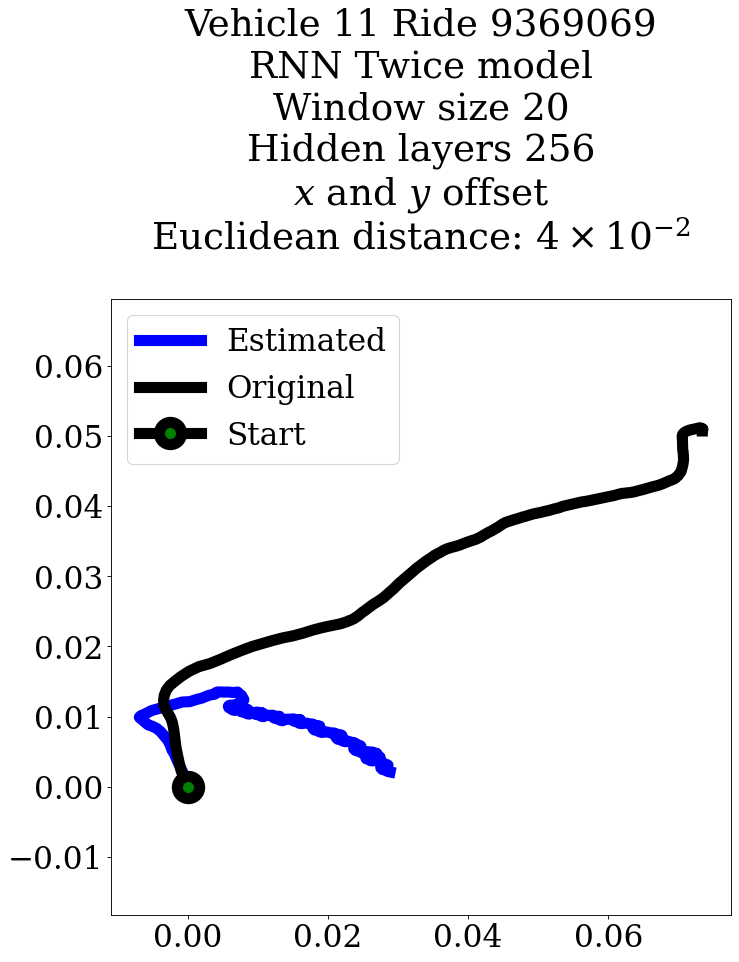 Vehicle 11 Ride 9369069
RNN Twice model
Window size 20
Hidden layers 256
x and y offset
Euclidean distance: 4 × 10⁻²
Estimated
Original
Start
0.06
0.05
0.04
0.03
0.02
0.01
0.00
−0.01
0.00 0.02 0.04 0.06